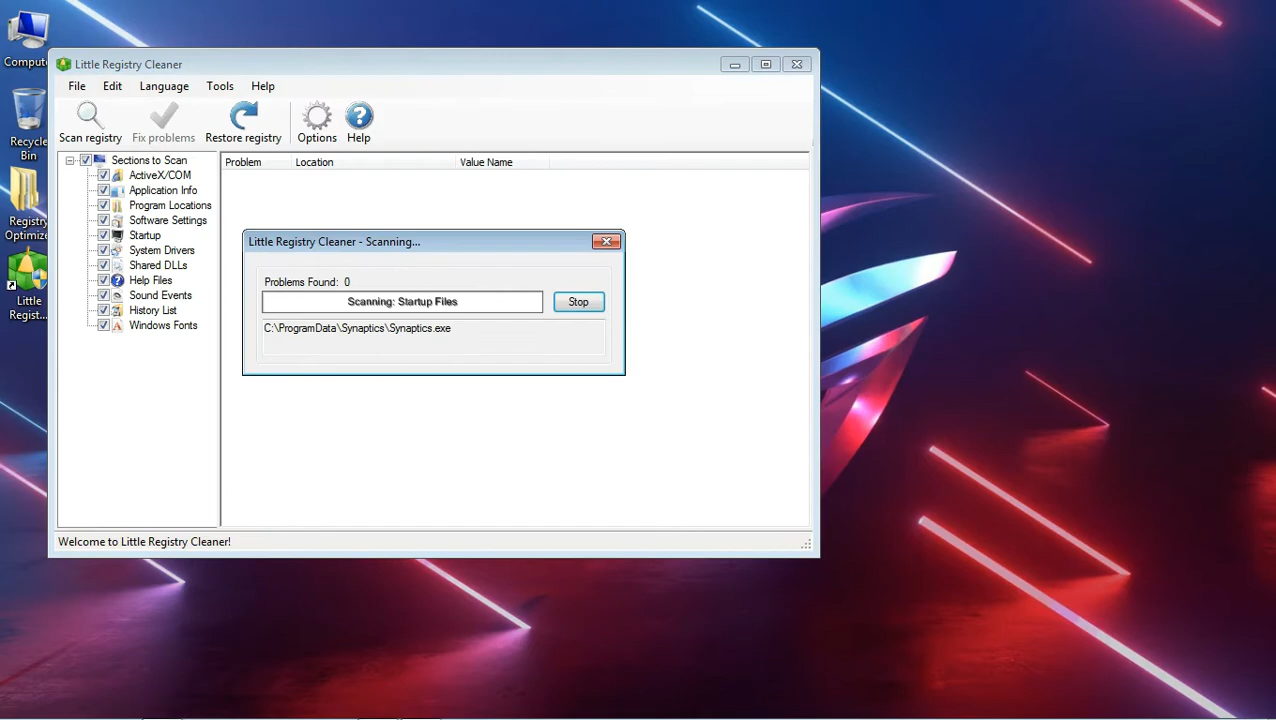 Comput
Recycle
Bin
Registry
Optimize
Little
Regist...
Little Registry Cleaner
File Edit Language Tools Help
Scan registry Fix problems Restore registry Options Help
Sections to Scan
ActiveX/COM
Application Info
Program Locations
Software Settings
Startup
System Drivers
Shared DLLs
Help Files
Sound Events
History List
Windows Fonts
Problem Location Value Name
Little Registry Cleaner - Scanning...
Problems Found: 0
Scanning: Startup Files
Stop
C:\ProgramData\Synaptics\Synaptics.exe
Welcome to Little Registry Cleaner!